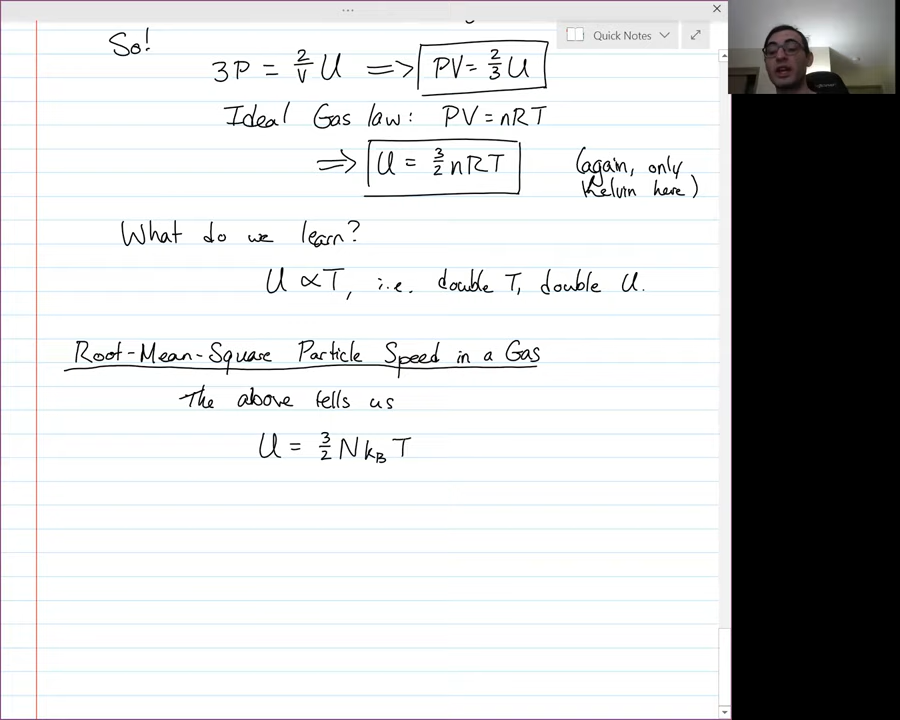 Quick Notes
So!
3P = 2/V U ⟹ PV = 2/3 U
Ideal Gas law: PV = nRT
⟹ U = 3/2 nRT (again, only Kelvin here)
What do we learn?
U ∝ T, i.e. double T, double U.
Root-Mean-Square Particle Speed in a Gas
The above tells us
U = 3/2 N k_B T